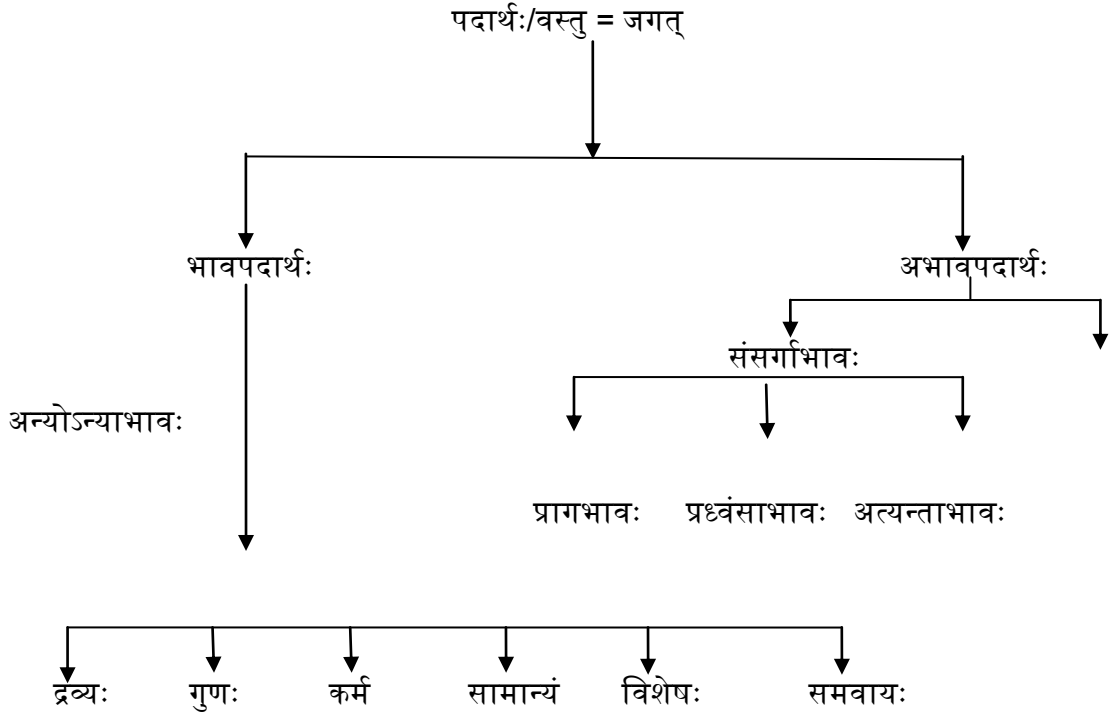 पदार्थः/वस्तु = जगत्
भावपदार्थः अभावपदार्थः
संसर्गाभावः
अन्योऽन्याभावः
प्रागभावः प्रध्वंसाभावः अत्यन्ताभावः
द्रव्यः गुणः कर्म सामान्यं विशेषः समवायः